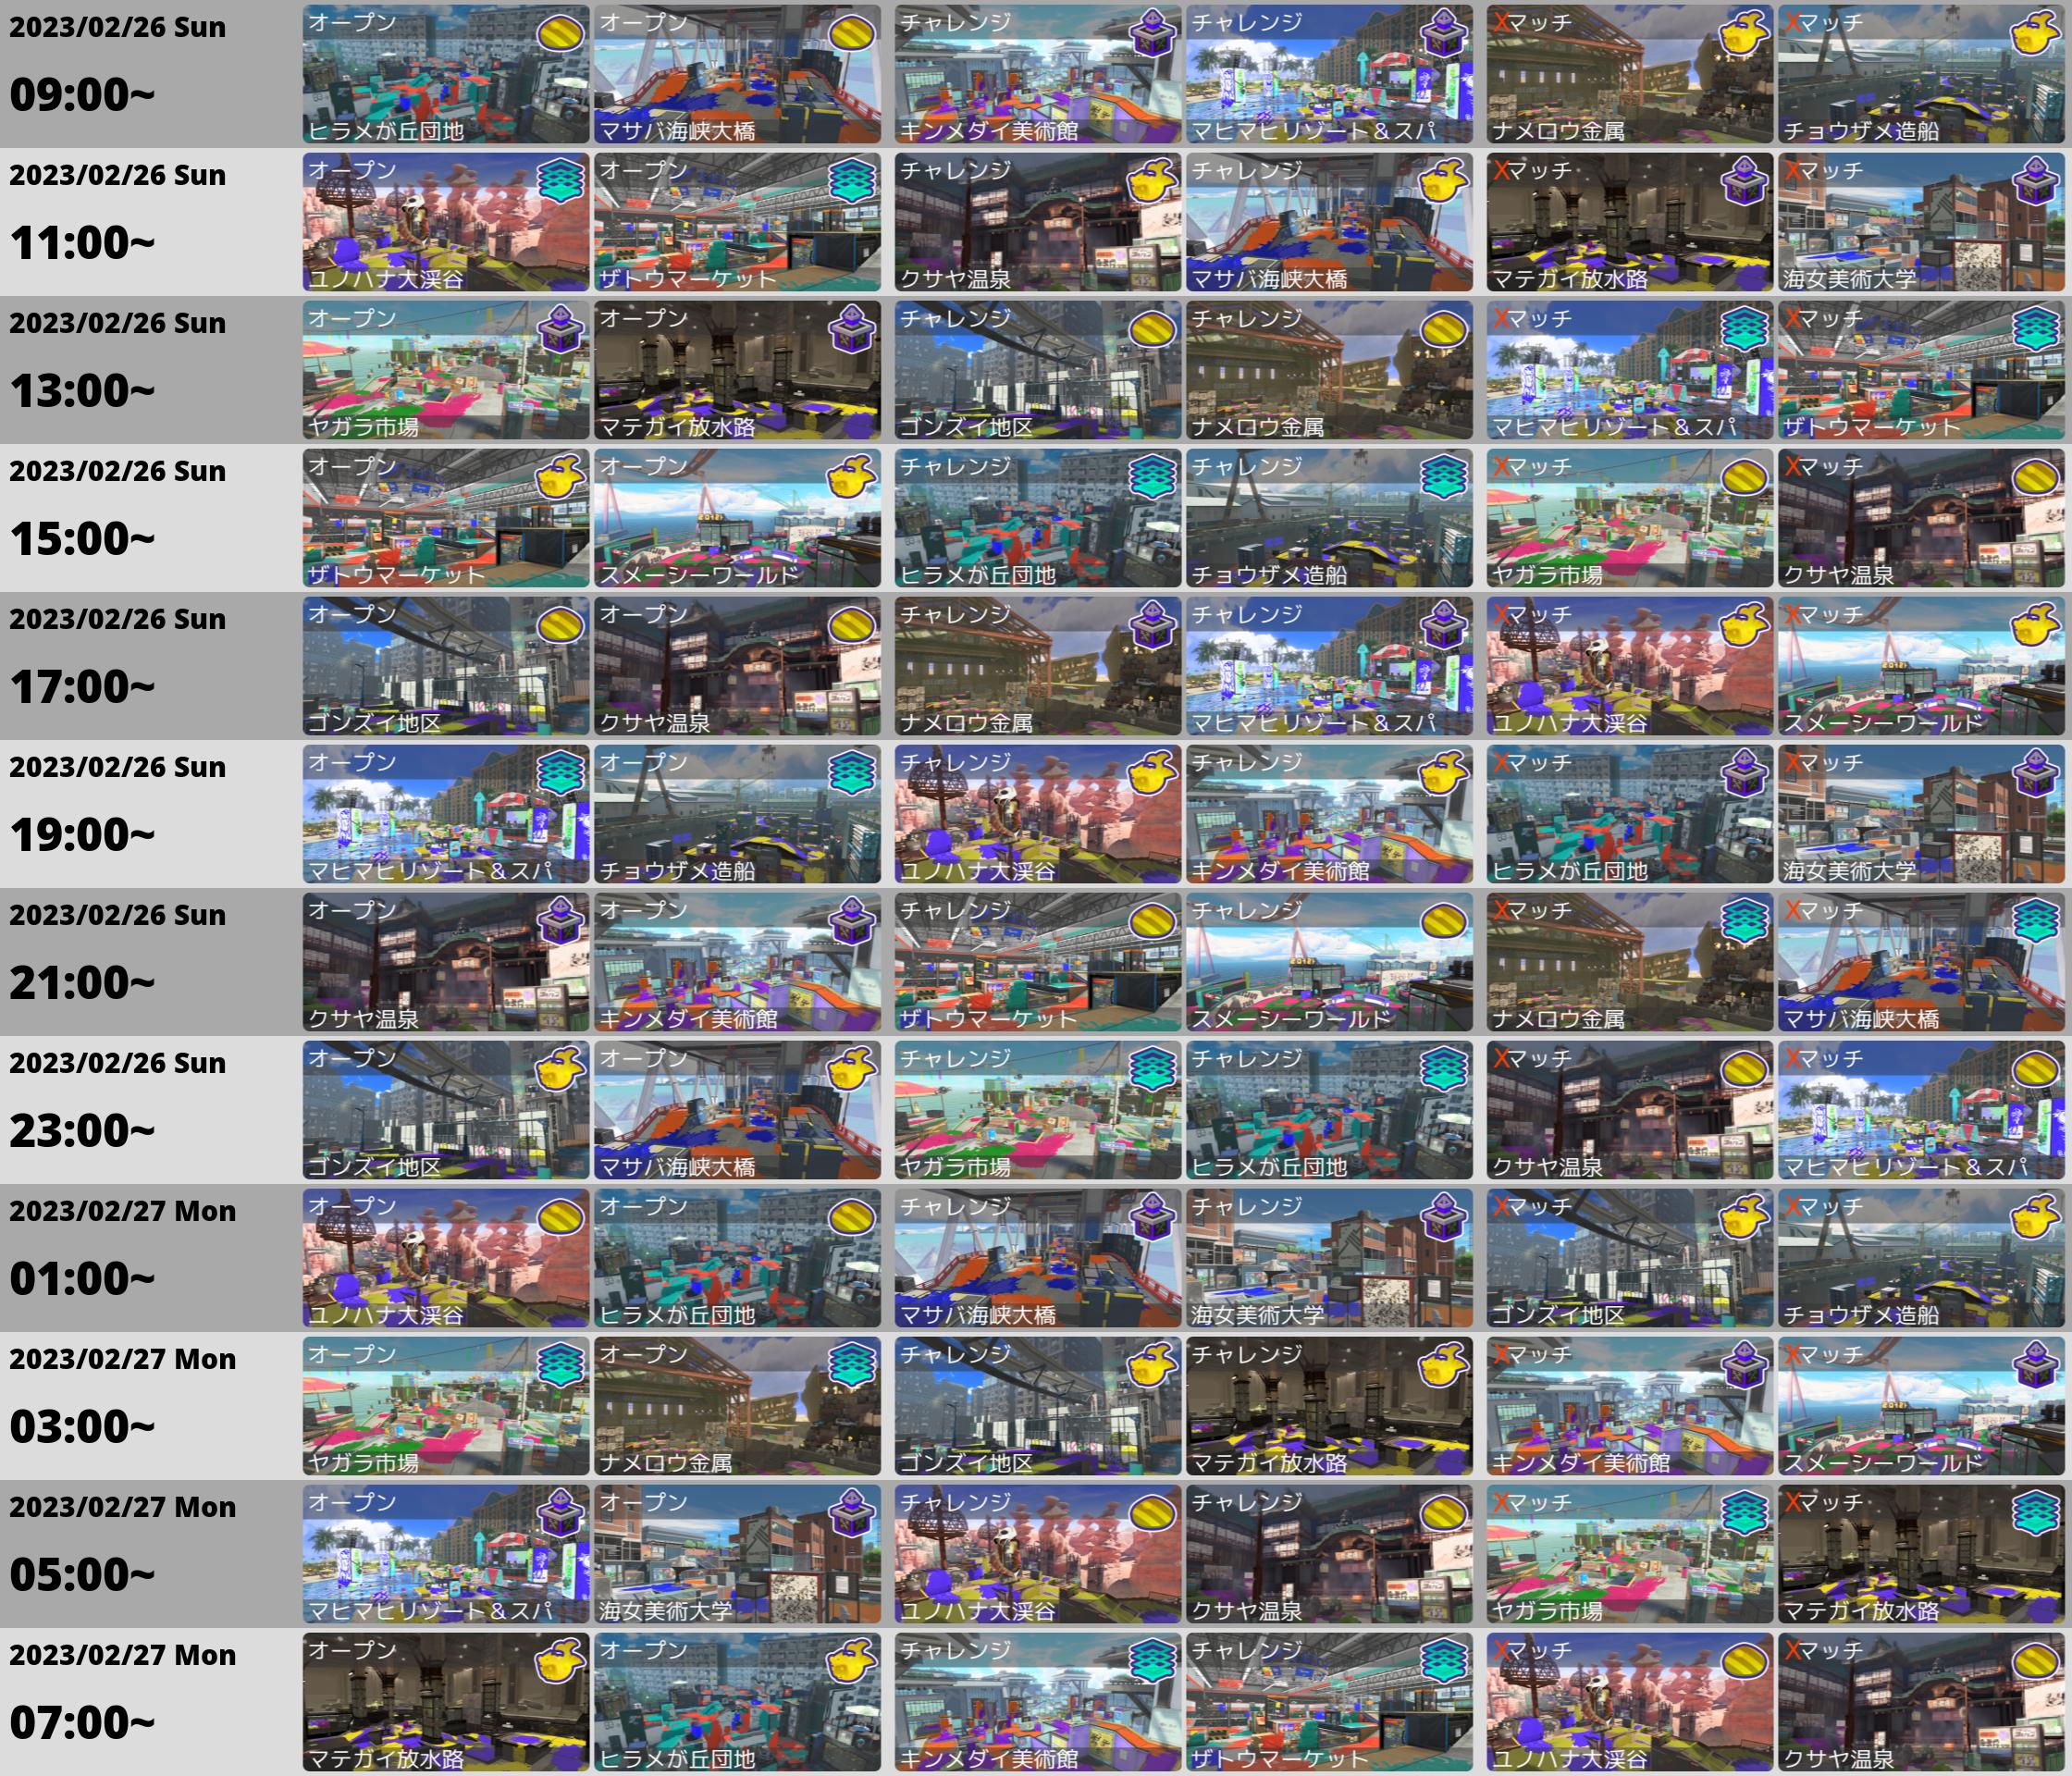 2023/02/26 Sun
09:00~
オープン オープン チャレンジ チャレンジ Xマッチ Xマッチ
ヒラメが丘団地 マサバ海峡大橋 キンメダイ美術館 マヒマヒリゾート&スパ ナメロウ金属 チョウザメ造船
2023/02/26 Sun
11:00~
オープン オープン チャレンジ チャレンジ Xマッチ Xマッチ
ユノハナ大渓谷 ザトウマーケット クサヤ温泉 マサバ海峡大橋 マテガイ放水路 海女美術大学
2023/02/26 Sun
13:00~
オープン オープン チャレンジ チャレンジ Xマッチ Xマッチ
ヤガラ市場 マテガイ放水路 ゴンズイ地区 ナメロウ金属 マヒマヒリゾート&スパ ザトウマーケット
2023/02/26 Sun
15:00~
オープン オープン チャレンジ チャレンジ Xマッチ Xマッチ
ザトウマーケット スメーシーワールド ヒラメが丘団地 チョウザメ造船 ヤガラ市場 クサヤ温泉
2023/02/26 Sun
17:00~
オープン オープン チャレンジ チャレンジ Xマッチ Xマッチ
ゴンズイ地区 クサヤ温泉 ナメロウ金属 マヒマヒリゾート&スパ ユノハナ大渓谷 スメーシーワールド
2023/02/26 Sun
19:00~
オープン オープン チャレンジ チャレンジ Xマッチ Xマッチ
マヒマヒリゾート&スパ チョウザメ造船 ユノハナ大渓谷 キンメダイ美術館 ヒラメが丘団地 海女美術大学
2023/02/26 Sun
21:00~
オープン オープン チャレンジ チャレンジ Xマッチ Xマッチ
クサヤ温泉 キンメダイ美術館 ザトウマーケット スメーシーワールド ナメロウ金属 マサバ海峡大橋
2023/02/26 Sun
23:00~
オープン オープン チャレンジ チャレンジ Xマッチ Xマッチ
ゴンズイ地区 マサバ海峡大橋 ヤガラ市場 ヒラメが丘団地 クサヤ温泉 マヒマヒリゾート&スパ
2023/02/27 Mon
01:00~
オープン オープン チャレンジ チャレンジ Xマッチ Xマッチ
ユノハナ大渓谷 ヒラメが丘団地 マサバ海峡大橋 海女美術大学 ゴンズイ地区 チョウザメ造船
2023/02/27 Mon
03:00~
オープン オープン チャレンジ チャレンジ Xマッチ Xマッチ
ヤガラ市場 ナメロウ金属 ゴンズイ地区 マテガイ放水路 キンメダイ美術館 スメーシーワールド
2023/02/27 Mon
05:00~
オープン オープン チャレンジ チャレンジ Xマッチ Xマッチ
マヒマヒリゾート&スパ 海女美術大学 ユノハナ大渓谷 クサヤ温泉 ヤガラ市場 マテガイ放水路
2023/02/27 Mon
07:00~
オープン オープン チャレンジ チャレンジ Xマッチ Xマッチ
マテガイ放水路 ヒラメが丘団地 キンメダイ美術館 ザトウマーケット ユノハナ大渓谷 クサヤ温泉